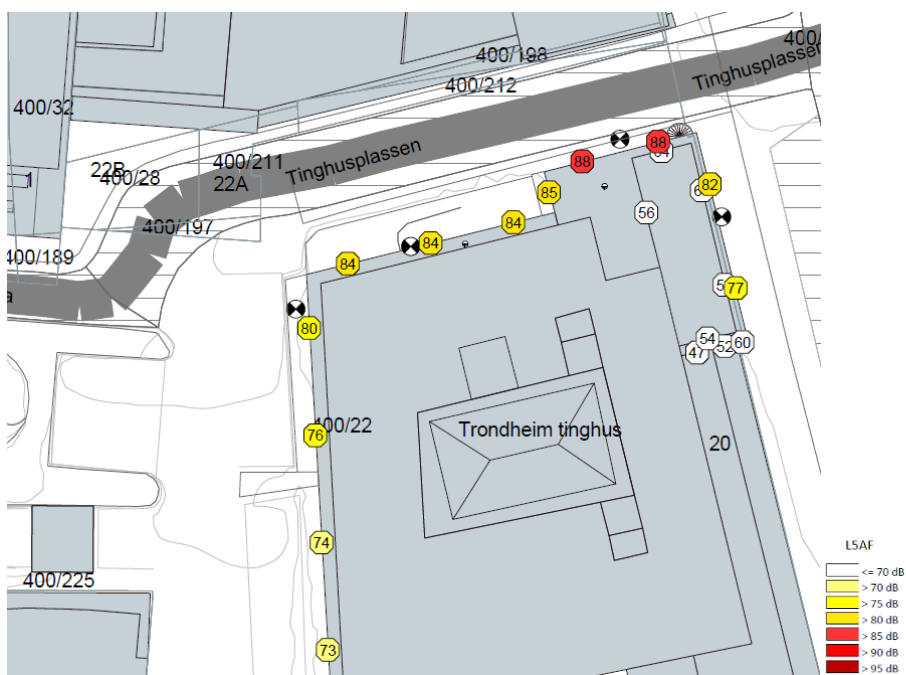 400/198
400/
Tinghusplassen
400/212
400/32
400/211
Tinghusplassen
22B
400/28
22A
1
88
88
82
85
56
84
84
84
400/197
400/189
a
80
77
54
60
47
52
76
400/22
Trondheim tinghus
20
74
73
400/225
L5AF
<= 70 dB
> 70 dB
> 75 dB
> 80 dB
> 85 dB
> 90 dB
> 95 dB